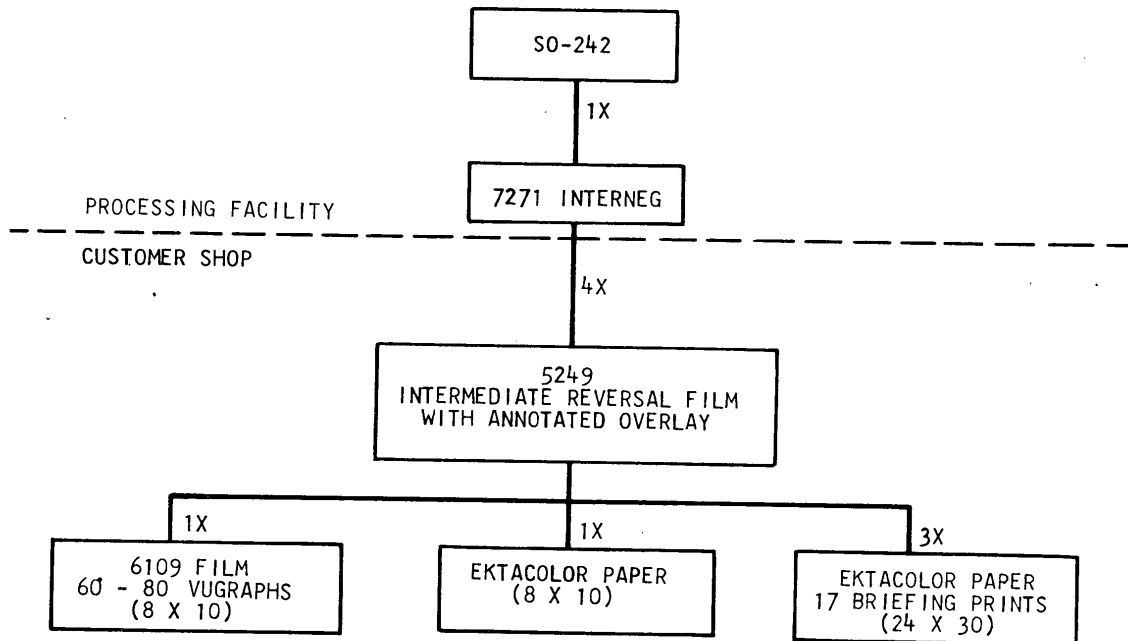 SO-242
1X
7271 INTERNEG
PROCESSING FACILITY
CUSTOMER SHOP
4X
5249
INTERMEDIATE REVERSAL FILM
WITH ANNOTATED OVERLAY
1X
1X
3X
6109 FILM
60 - 80 VUGRAPHS
(8 X 10)
EKTACOLOR PAPER
(8 X 10)
EKTACOLOR PAPER
17 BRIEFING PRINTS
(24 X 30)